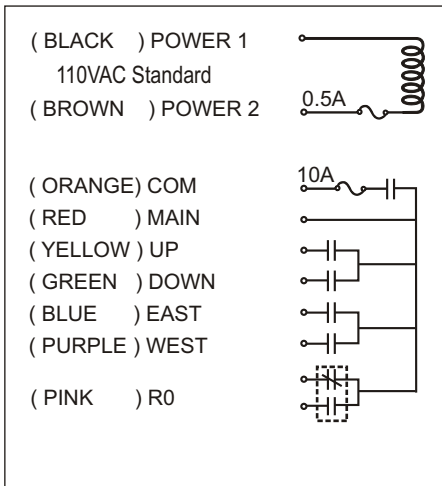 ( BLACK ) POWER 1
110VAC Standard
( BROWN ) POWER 2 0.5A
( ORANGE) COM 10A
( RED ) MAIN
( YELLOW ) UP
( GREEN ) DOWN
( BLUE ) EAST
( PURPLE ) WEST
( PINK ) R0